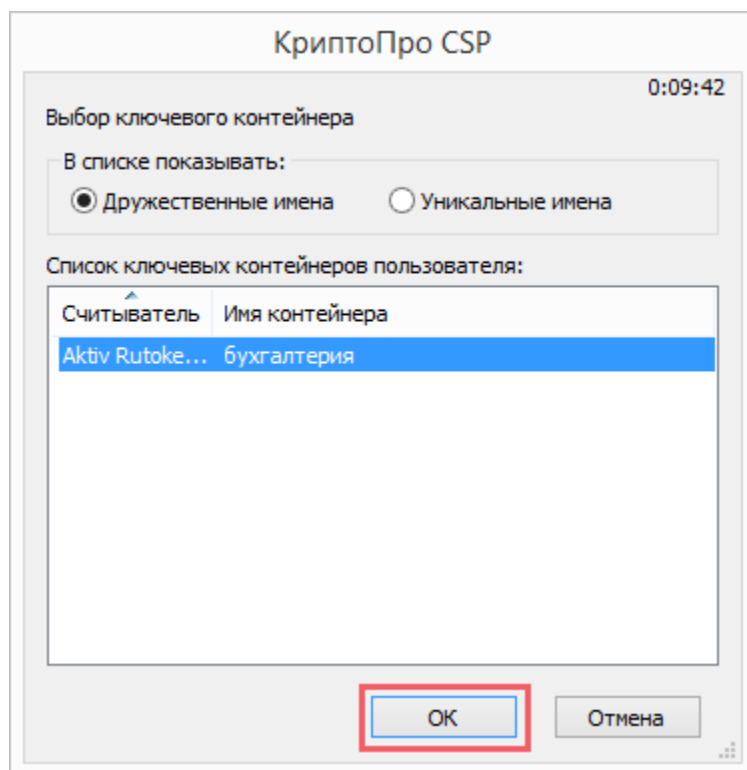 КриптоПро CSP
0:09:42
Выбор ключевого контейнера
В списке показывать:
Дружественные имена Уникальные имена
Список ключевых контейнеров пользователя:
Считыватель Имя контейнера
Aktiv Rutoke... бухгалтерия
ОК Отмена